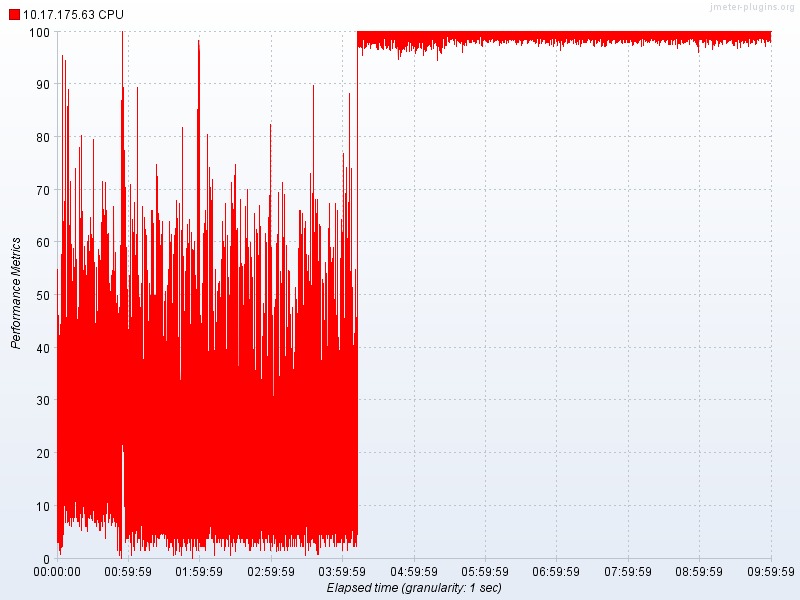 jmeter-plugins.org
10.17.175.63 CPU
100
90
80
70
60
50
40
30
20
10
0
Performance Metrics
00:00:00 00:59:59 01:59:59 02:59:59 03:59:59 04:59:59 05:59:59 06:59:59 07:59:59 08:59:59 09:59:59
Elapsed time (granularity: 1 sec)